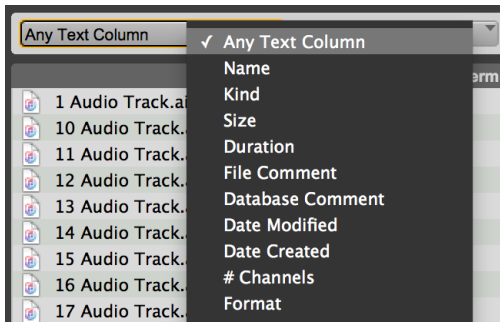 Any Text Column
✓ Any Text Column
Name
Kind
Size
Duration
File Comment
Database Comment
Date Modified
Date Created
# Channels
Format
erm
1 Audio Track.ai
10 Audio Track.
11 Audio Track.
12 Audio Track.
13 Audio Track.
14 Audio Track.
15 Audio Track.
16 Audio Track.
17 Audio Track.